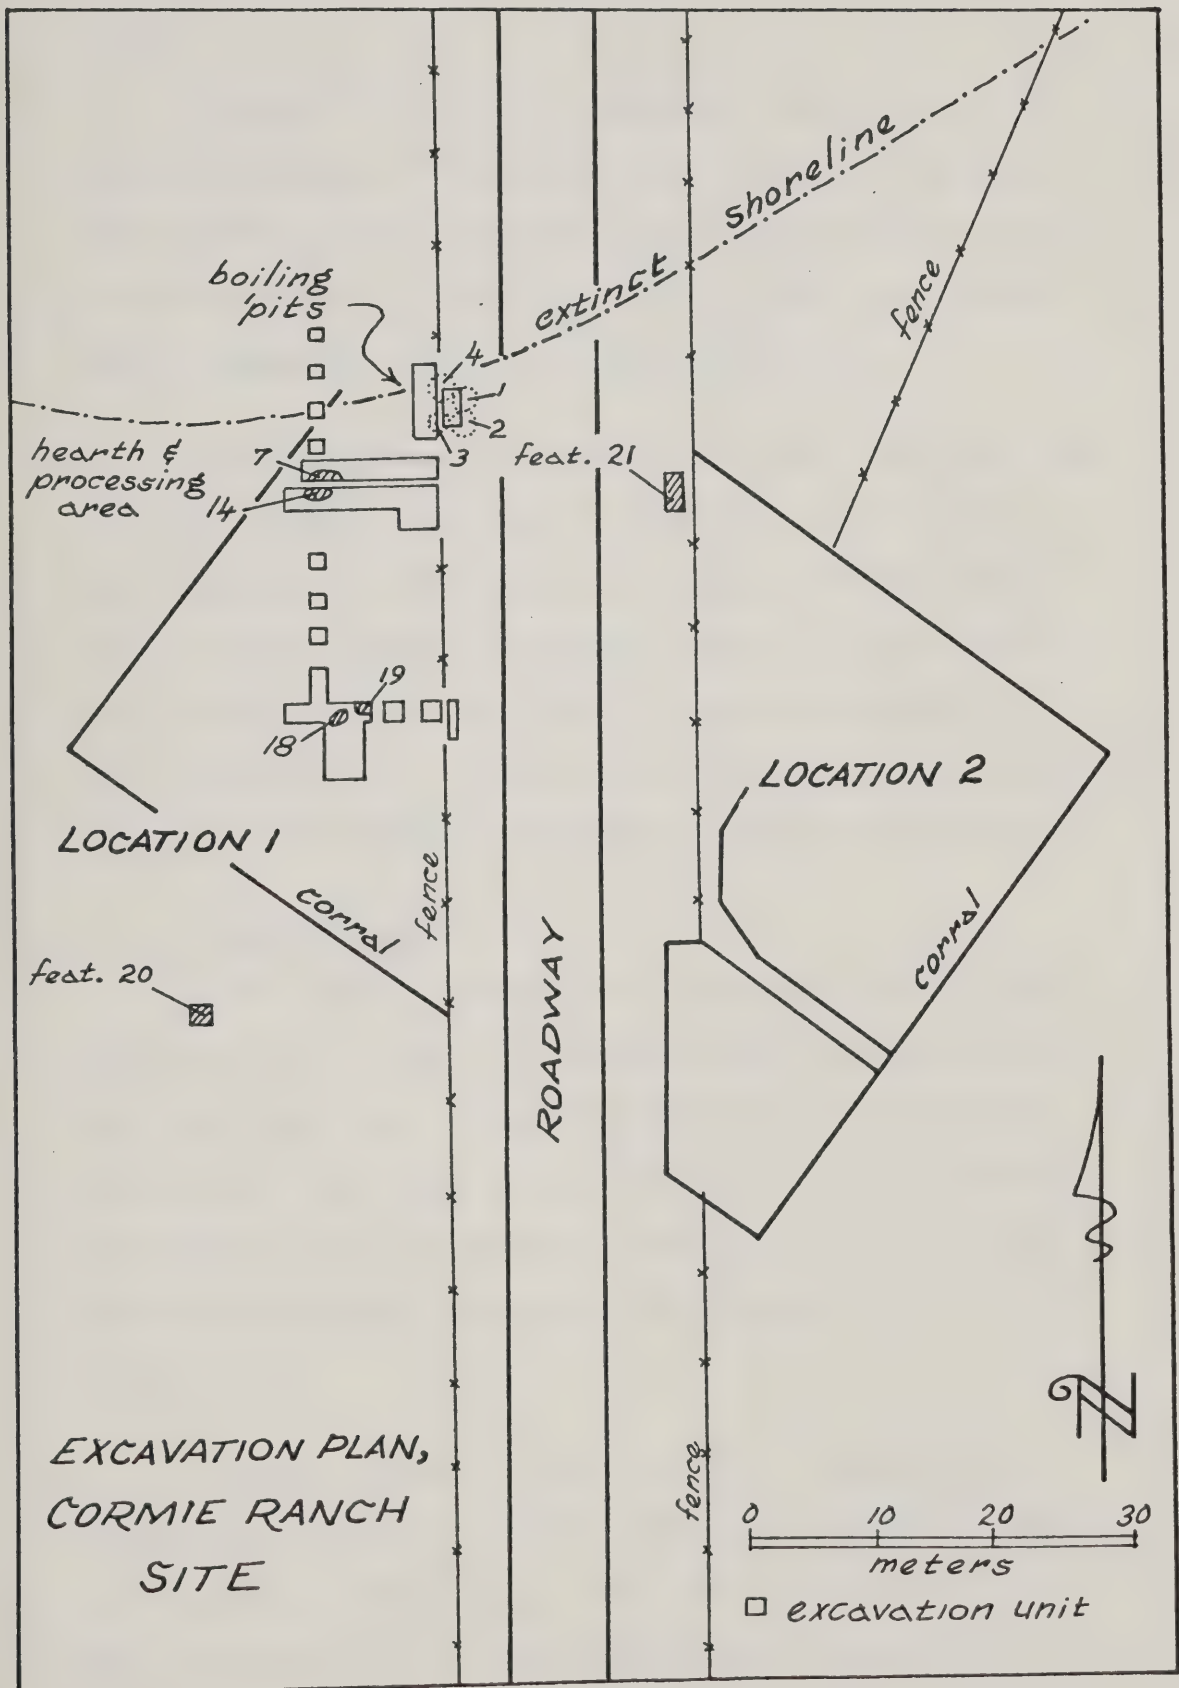 shoreline
extinct
fence
boiling
pits
4
1
2
3
hearth &
processing
area
7
14
feat. 21
19
18
LOCATION 2
LOCATION 1
corral
fence
corral
feat. 20
ROADWAY
N
EXCAVATION PLAN,
CORMIE RANCH
SITE
fence
0 10 20 30
meters
excavation unit